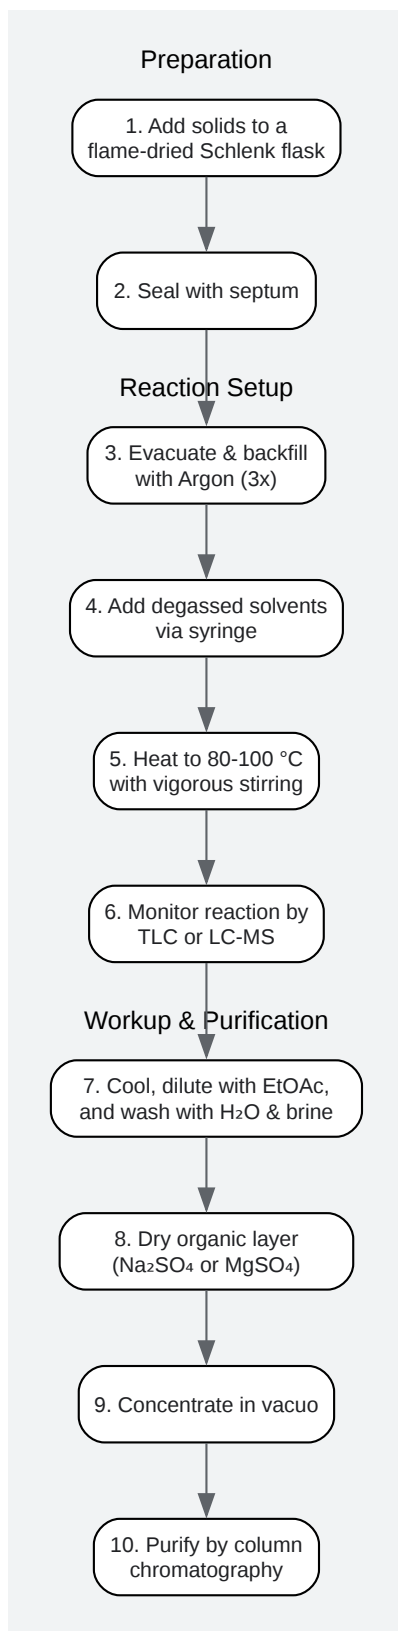 Preparation
1. Add solids to a
flame-dried Schlenk flask
2. Seal with septum
Reaction Setup
3. Evacuate & backfill
with Argon (3x)
4. Add degassed solvents
via syringe
5. Heat to 80-100 °C
with vigorous stirring
6. Monitor reaction by
TLC or LC-MS
Workup & Purification
7. Cool, dilute with EtOAc,
and wash with H₂O & brine
8. Dry organic layer
(Na₂SO₄ or MgSO₄)
9. Concentrate in vacuo
10. Purify by column
chromatography